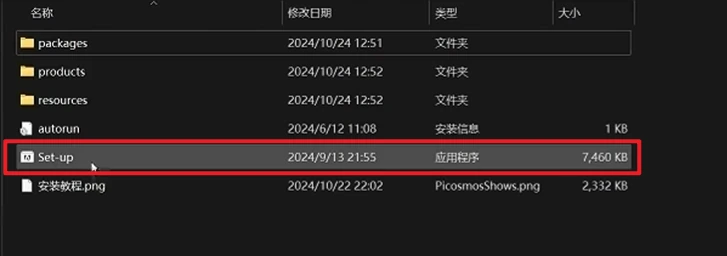 名称 修改日期 类型 大小
packages 2024/10/24 12:51 文件夹
products 2024/10/24 12:52 文件夹
resources 2024/10/24 12:52 文件夹
autorun 2024/6/12 11:08 安装信息 1 KB
Set-up 2024/9/13 21:55 应用程序 7,460 KB
安装教程.png 2024/10/22 22:02 PicosmosShows.png 2,332 KB